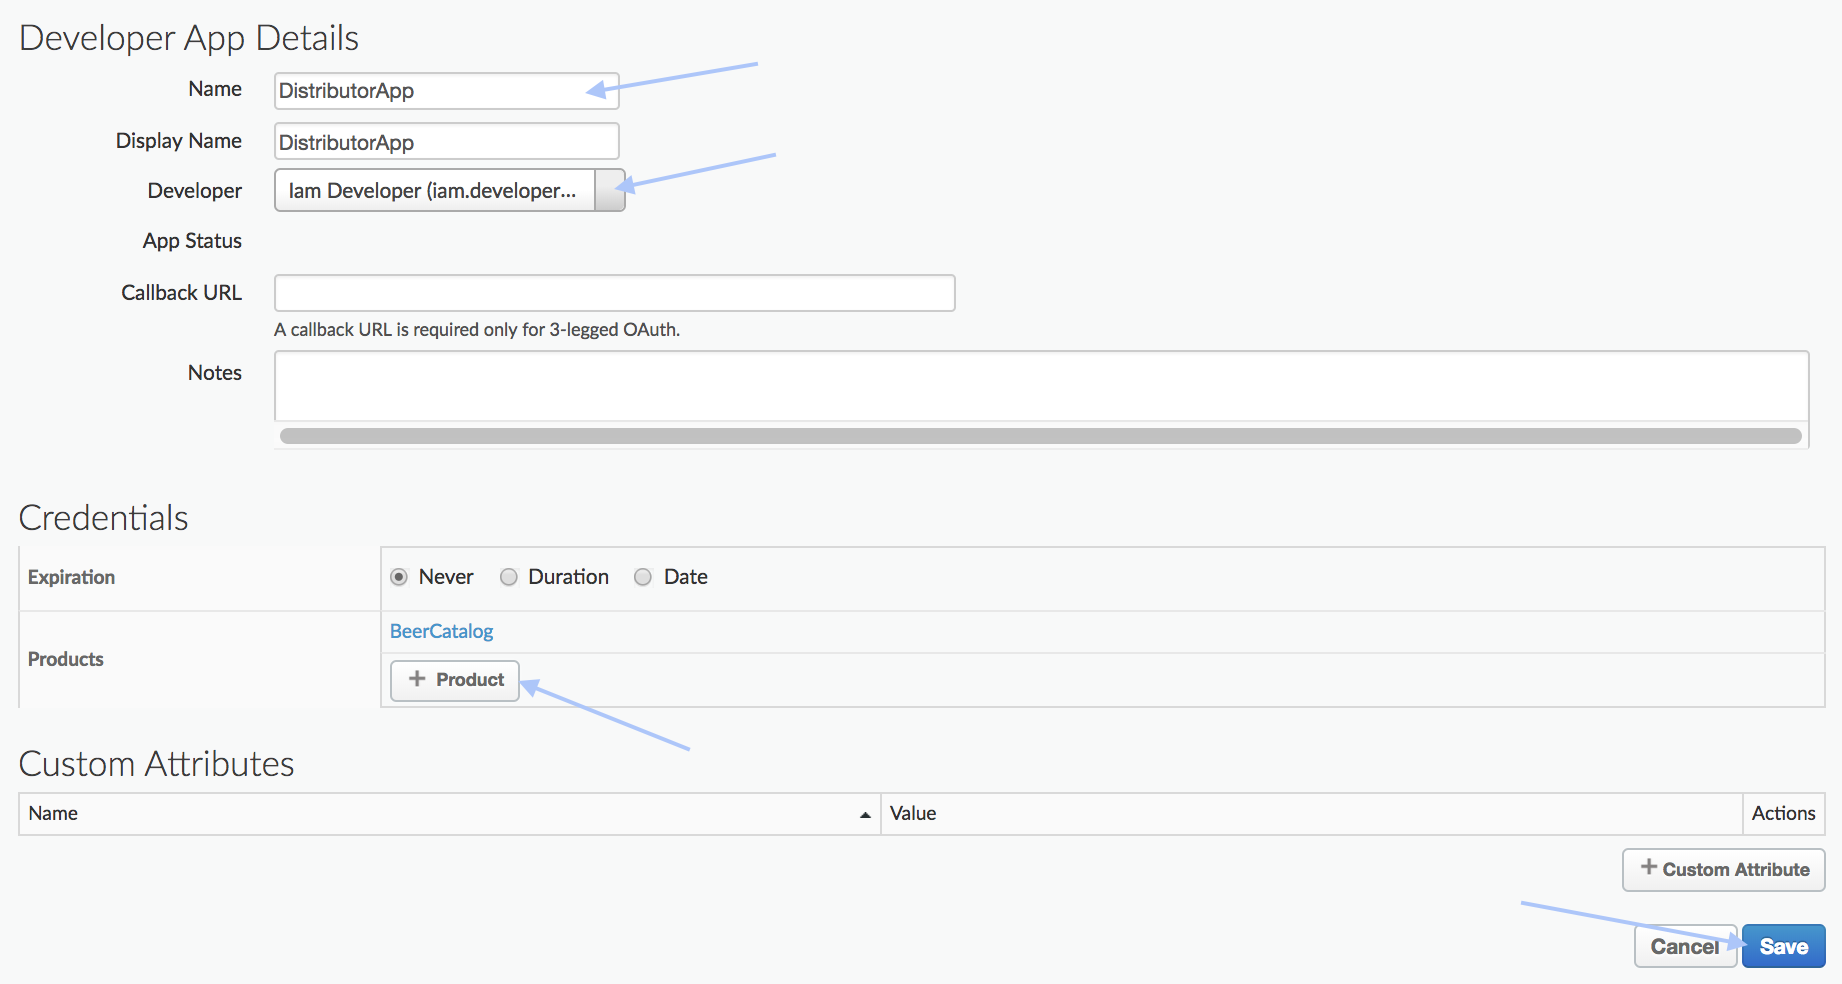 Developer App Details
Name DistributorApp
Display Name DistributorApp
Developer Iam Developer (iam.developer...
App Status
Callback URL
A callback URL is required only for 3-legged OAuth.
Notes
Credentials
Expiration Never Duration Date
Products BeerCatalog
+ Product
Custom Attributes
Name Value Actions
+ Custom Attribute
Cancel Save